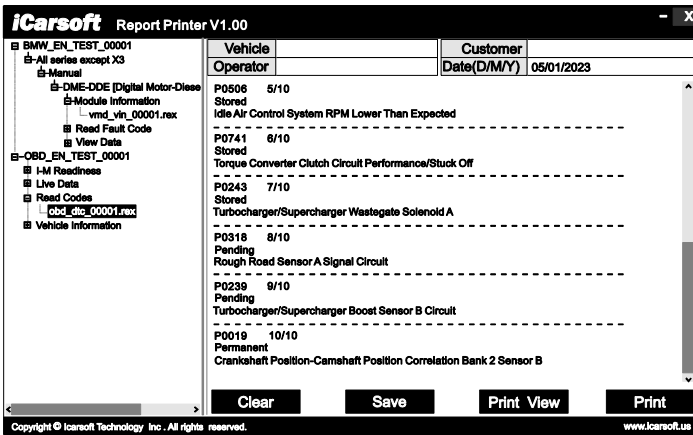 iCarsoft Report Printer V1.00
BMW_EN_TEST_00001
All series except X3
Manual
DME-DDE [Digital Motor-Diese
Module Information
vmd_vin_00001.rex
Read Fault Code
View Data
OBD_EN_TEST_00001
I-M Readiness
Live Data
Read Codes
obd_dtc_00001.rex
Vehicle Information
Vehicle
Customer
Operator
Date(D/M/Y) 05/01/2023
P0506 5/10
Stored
Idle Air Control System RPM Lower Than Expected
P0741 6/10
Stored
Torque Converter Clutch Circuit Performance/Stuck Off
P0243 7/10
Stored
Turbocharger/Supercharger Wastegate Solenoid A
P0318 8/10
Pending
Rough Road Sensor A Signal Circuit
P0239 9/10
Pending
Turbocharger/Supercharger Boost Sensor B Circuit
P0019 10/10
Permanent
Crankshaft Position-Camshaft Position Correlation Bank 2 Sensor B
Clear Save Print View Print
Copyright © Icarsoft Technology Inc . All rights reserved. www.icarsoft.us